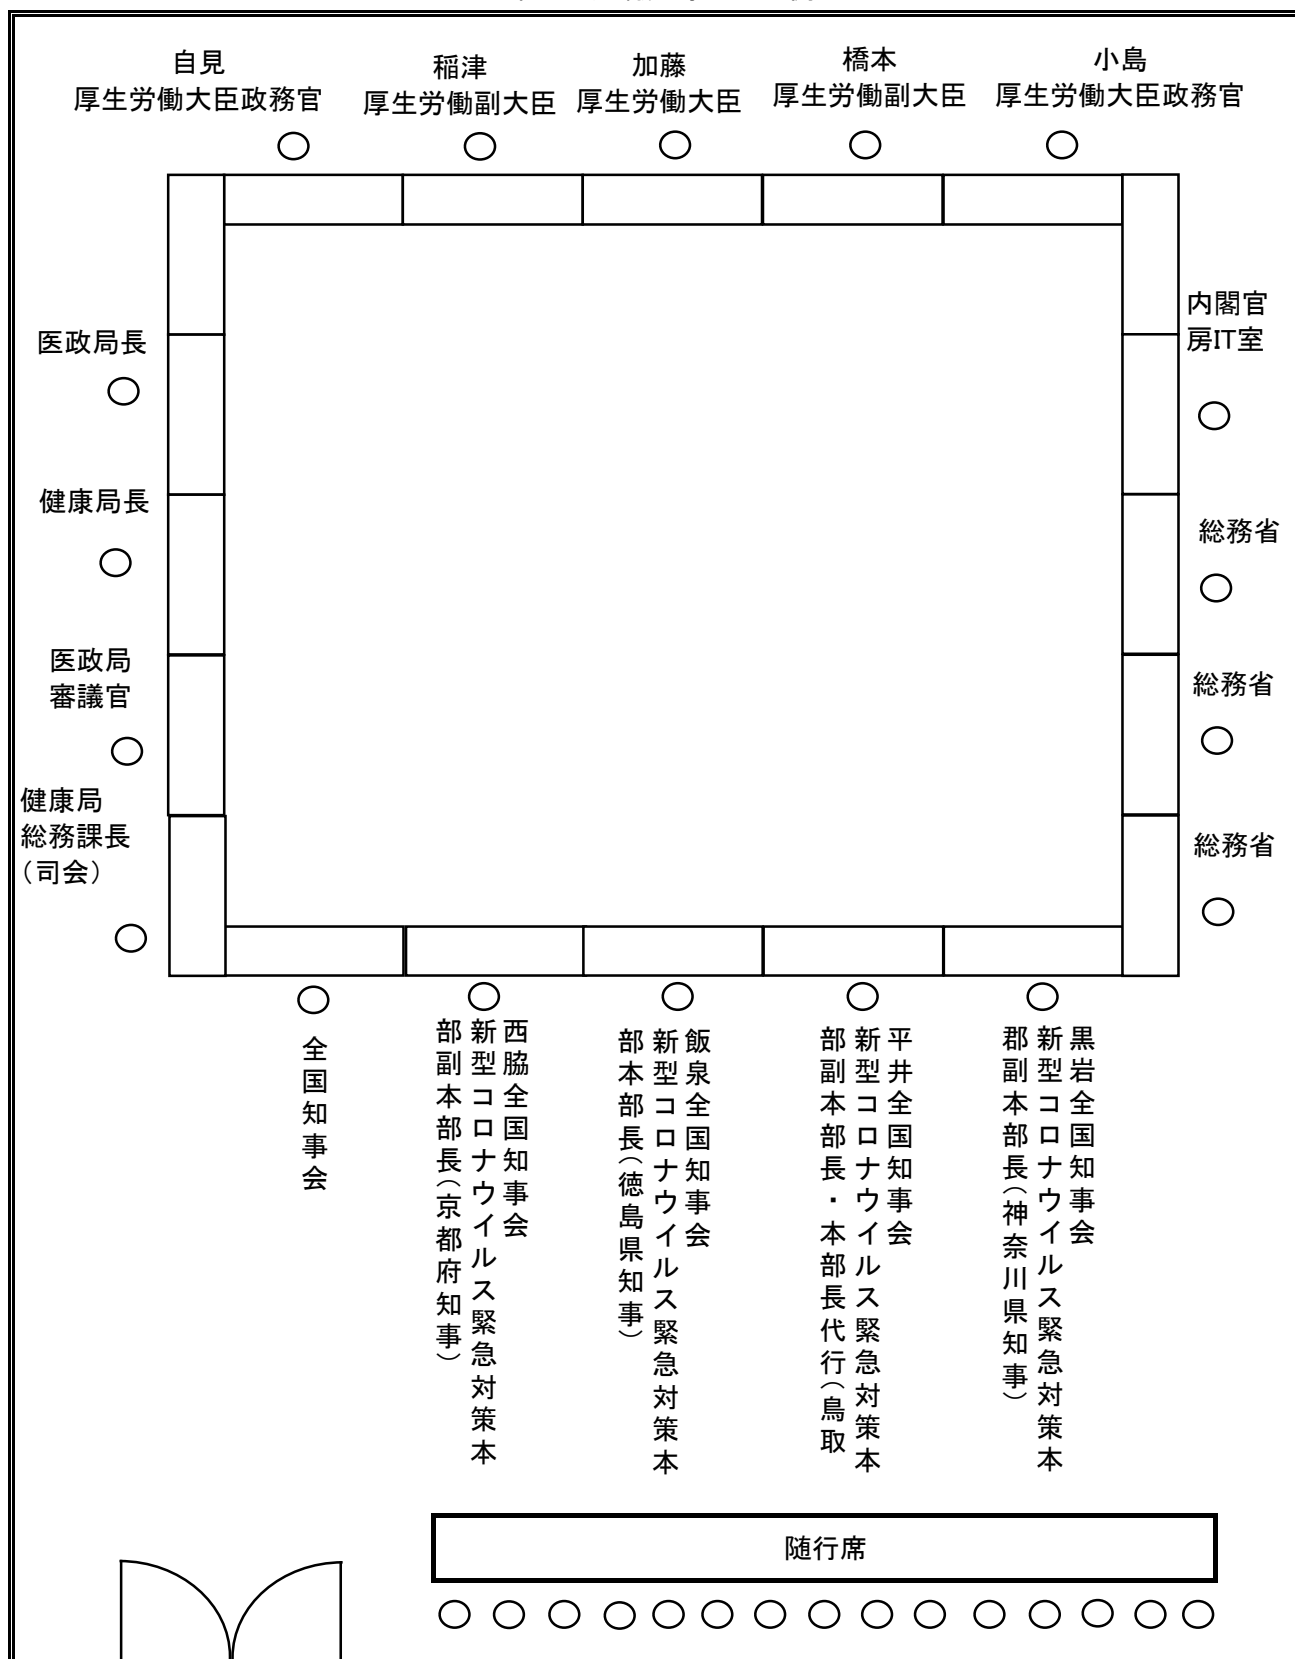 自見
厚生労働大臣政務官
稲津
厚生労働副大臣
加藤
厚生労働大臣
橋本
厚生労働副大臣
小島
厚生労働大臣政務官
医政局長
健康局長
医政局
審議官
健康局
総務課長
（司会）
内閣官
房IT室
総務省
総務省
総務省
全国知事会
西脇全国知事会
新型コロナウイルス緊急対策本
部副本部長（京都府知事）
飯泉全国知事会
新型コロナウイルス緊急対策本
部本部長（徳島県知事）
平井全国知事会
新型コロナウイルス緊急対策本
部副本部長・本部長代行（鳥取
黒岩全国知事会
新型コロナウイルス緊急対策本
郡副本部長（神奈川県知事）
随行席